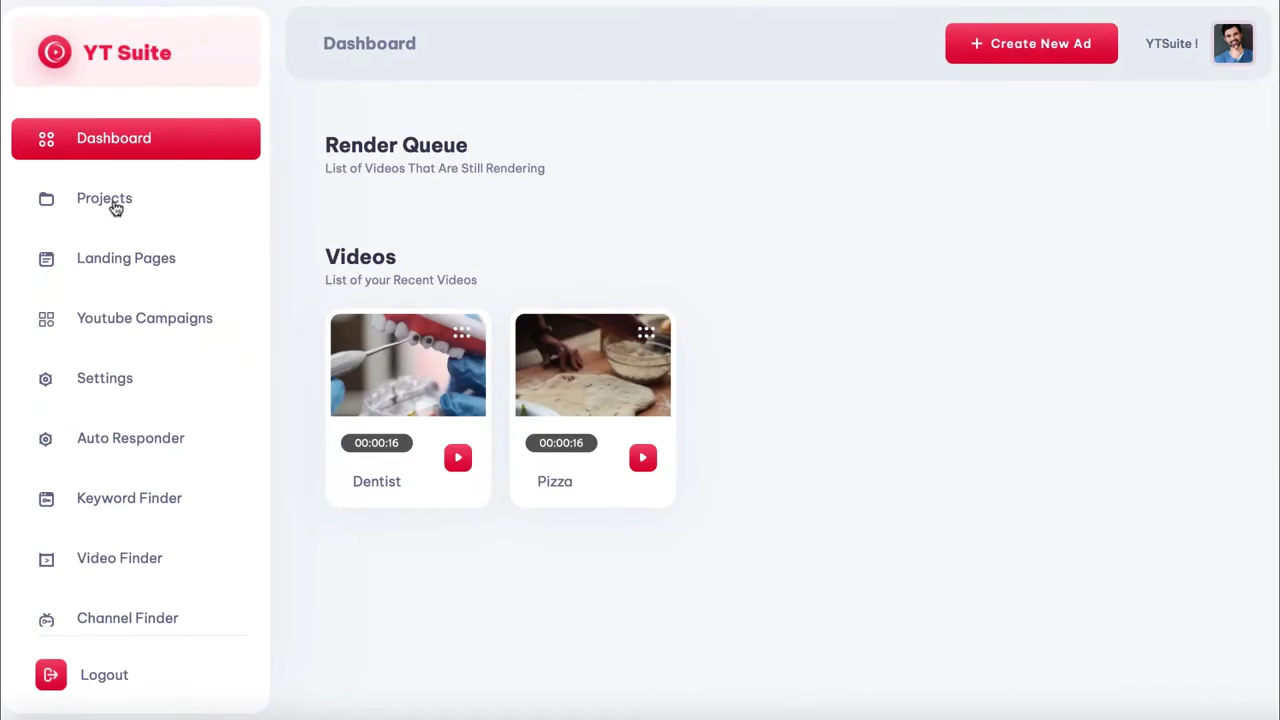 YT Suite
Dashboard
Create New Ad
YTSuite !
Dashboard
Projects
Landing Pages
Youtube Campaigns
Settings
Auto Responder
Keyword Finder
Video Finder
Channel Finder
Logout
Render Queue
List of Videos That Are Still Rendering
Videos
List of your Recent Videos
00:00:16
Dentist
00:00:16
Pizza